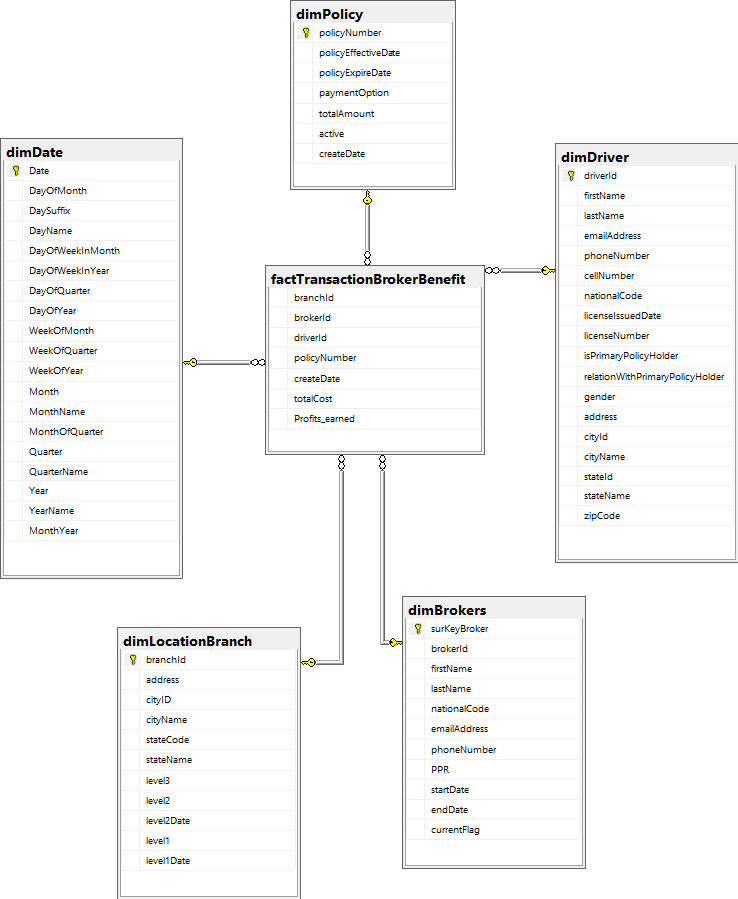 dimPolicy
policyNumber
policyEffectiveDate
policyExpireDate
paymentOption
totalAmount
active
createDate
dimDate
Date
DayOfMonth
DaySuffix
DayName
DayOfWeekInMonth
DayOfWeekInYear
DayOfQuarter
DayOfYear
WeekOfMonth
WeekOfQuarter
WeekOfYear
Month
MonthName
MonthOfQuarter
Quarter
QuarterName
Year
YearName
MonthYear
dimDriver
driverId
firstName
lastName
emailAddress
phoneNumber
cellNumber
nationalCode
licenseIssuedDate
licenseNumber
isPrimaryPolicyHolder
relationWithPrimaryPolicyHolder
gender
address
cityId
cityName
stateId
stateName
zipCode
factTransactionBrokerBenefit
branchId
brokerId
driverId
policyNumber
createDate
totalCost
Profits_earned
dimLocationBranch
branchId
address
cityID
cityName
stateCode
stateName
level3
level2
level2Date
level1
level1Date
dimBrokers
surKeyBroker
brokerId
firstName
lastName
nationalCode
emailAddress
phoneNumber
PPR
startDate
endDate
currentFlag